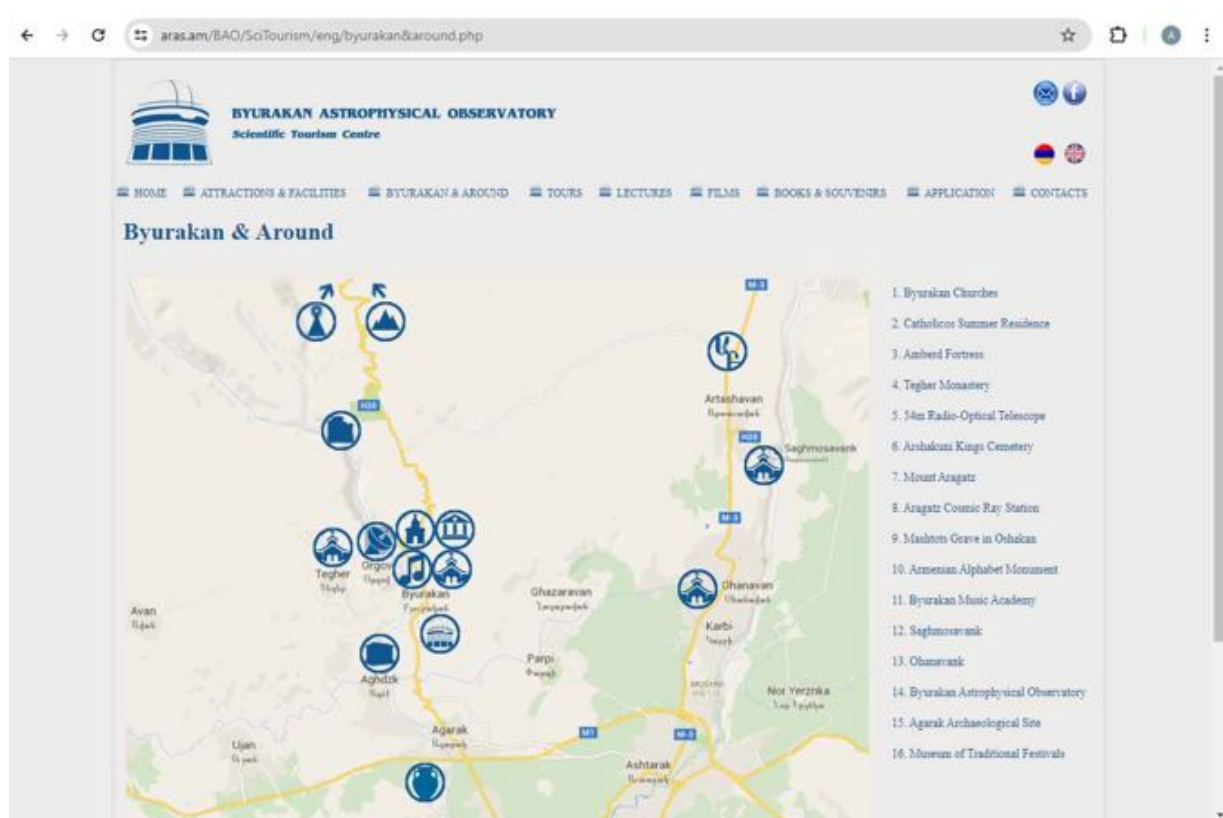 aras.am/BAO/SciTourism/eng/byurakan&around.php
BYURAKAN ASTROPHYSICAL OBSERVATORY
Scientific Tourism Centre
HOME ATTRACTIONS & FACILITIES BYURAKAN & AROUND TOURS LECTURES FILMS BOOKS & SOUVENIRS APPLICATION CONTACTS
Byurakan & Around
M-3
Artashavan
H20
H20
Saghmosavank
M-3
Tegher
Orgov
Byurakan
Ghazaravan
Ohanavan
Avan
Karbi
Parpi
Aghdzk
Nor Yerznka
Agarak
M1
M-3
Ujan
Ashtarak
1. Byurakan Churches
2. Catholicos Summer Residence
3. Amberd Fortress
4. Tegher Monastery
5. 54m Radio-Optical Telescope
6. Arshakuni Kings Cemetery
7. Mount Aragatz
8. Aragatz Cosmic Ray Station
9. Mashtots Grave in Oshakan
10. Armenian Alphabet Monument
11. Byurakan Music Academy
12. Saghmosavank
13. Ohanavank
14. Byurakan Astrophysical Observatory
15. Agarak Archaeological Site
16. Museum of Traditional Festivals